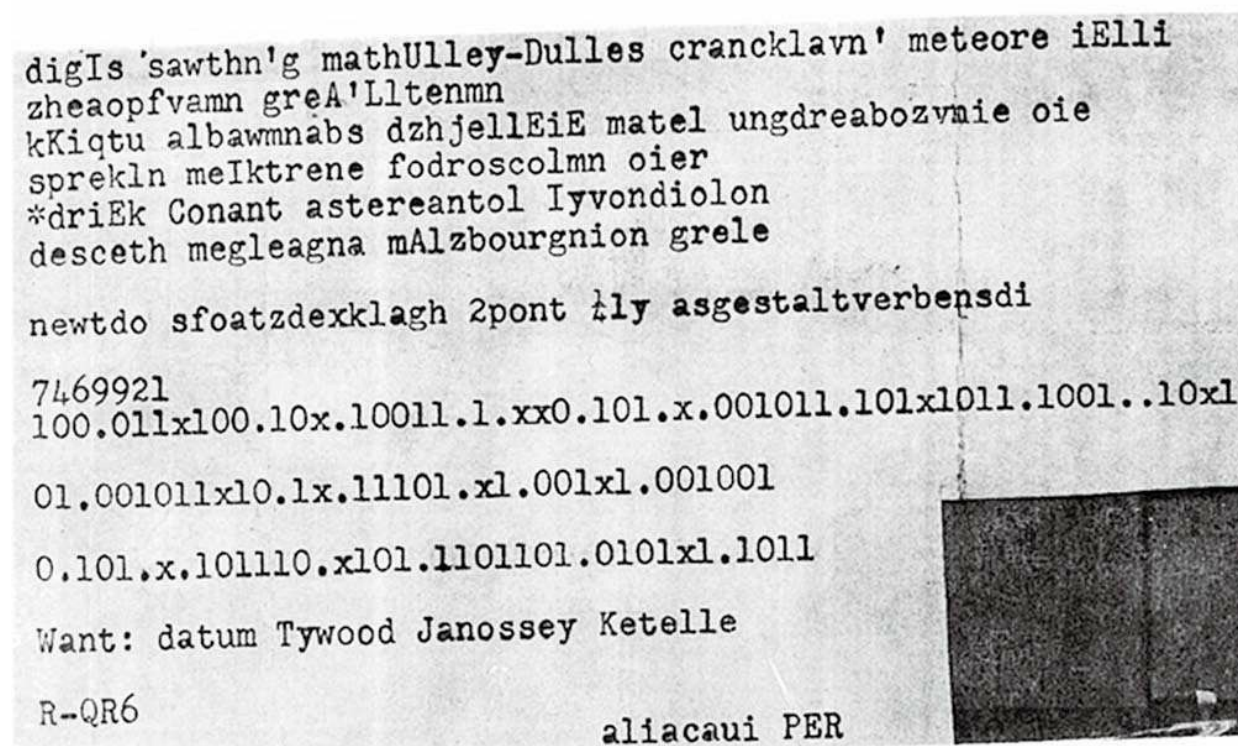 digIs 'sawthn'g mathUlley-Dulles crancklavn' meteore iElli
zheaopfvamn greA'Lltenmn
kKiqtu albawmnabs dzhjellEiE matel ungdreabozvmie oie
sprekln meIktrene fodroscolmn oier
*driEk Conant astereantol Iyvondiolon
desceth megleagna mAlzbourgnion grele
newtdo sfoatzdexklagh 2pont ½ly asgestaltverbensdi
7469921
100.011x100.10x.10011.1.xx0.101.x.001011.101x1011.1001..10x1
01.001011x10.1x.11101.x1.001x1.001001
0.101.x.101110.x101.1101101.0101x1.1011
Want: datum Tywood Janossey Ketelle
R-QR6
aliacaui PER